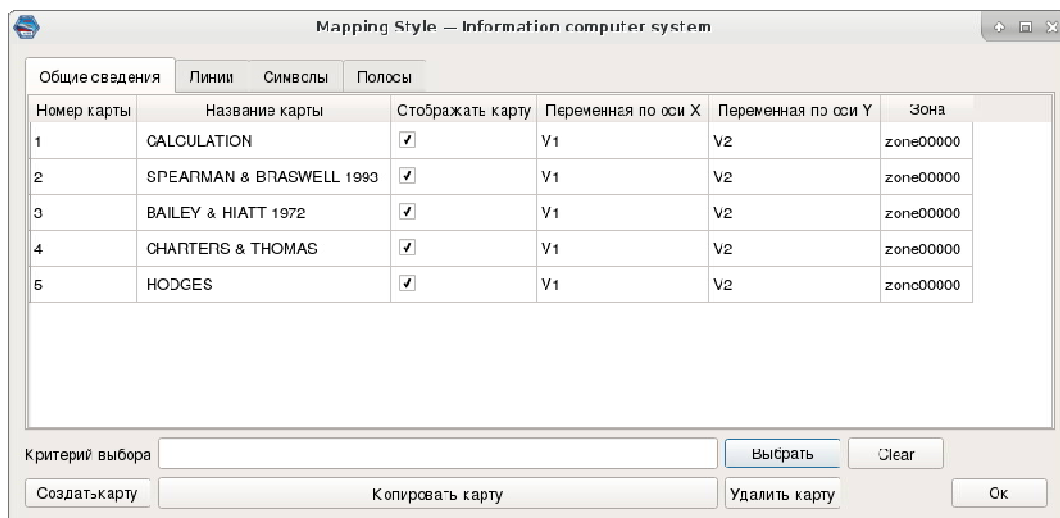 Mapping Style — Information computer system
Общие сведения Линии Символы Полосы
Номер карты Название карты Отображать карту Переменная по оси X Переменная по оси Y Зона
1 CALCULATION V1 V2 zone00000
2 SPEARMAN & BRASWELL 1993 V1 V2 zone00000
3 BAILEY & HIATT 1972 V1 V2 zone00000
4 CHARTERS & THOMAS V1 V2 zone00000
5 HODGES V1 V2 zone00000
Критерий выбора Выбрать Clear
Создать карту Копировать карту Удалить карту Ок